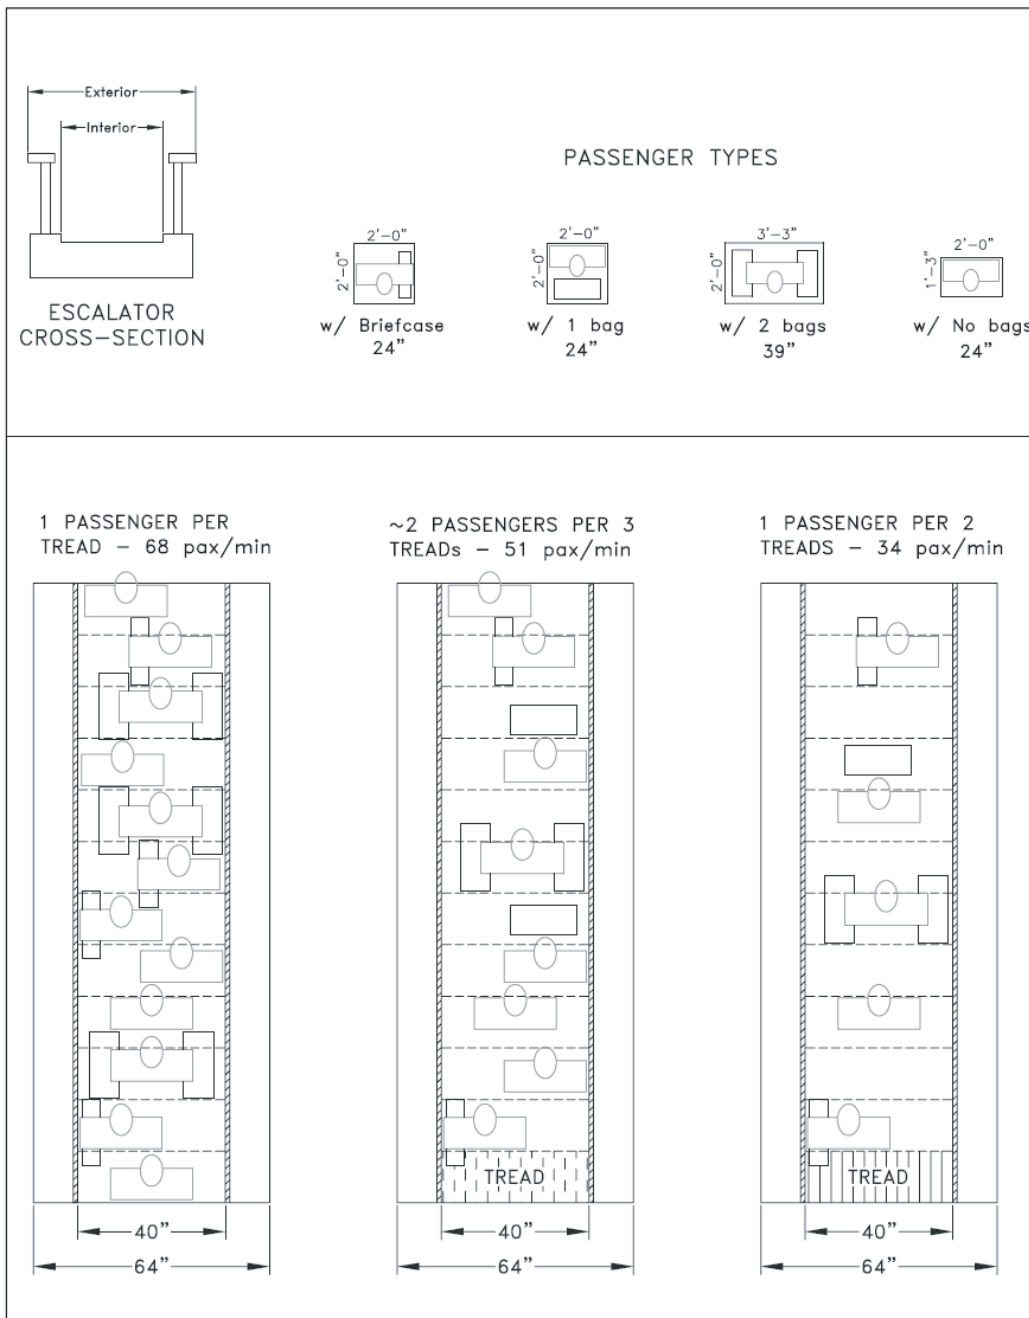 Exterior
Interior
ESCALATOR
CROSS-SECTION
PASSENGER TYPES
2'-0"
2'-0"
w/ Briefcase
24"
2'-0"
2'-0"
w/ 1 bag
24"
3'-3"
2'-0"
w/ 2 bags
39"
2'-0"
1'-3"
w/ No bags
24"
1 PASSENGER PER
TREAD - 68 pax/min
~2 PASSENGERS PER 3
TREADs - 51 pax/min
1 PASSENGER PER 2
TREADS - 34 pax/min
TREAD
TREAD
40"
64"
40"
64"
40"
64"